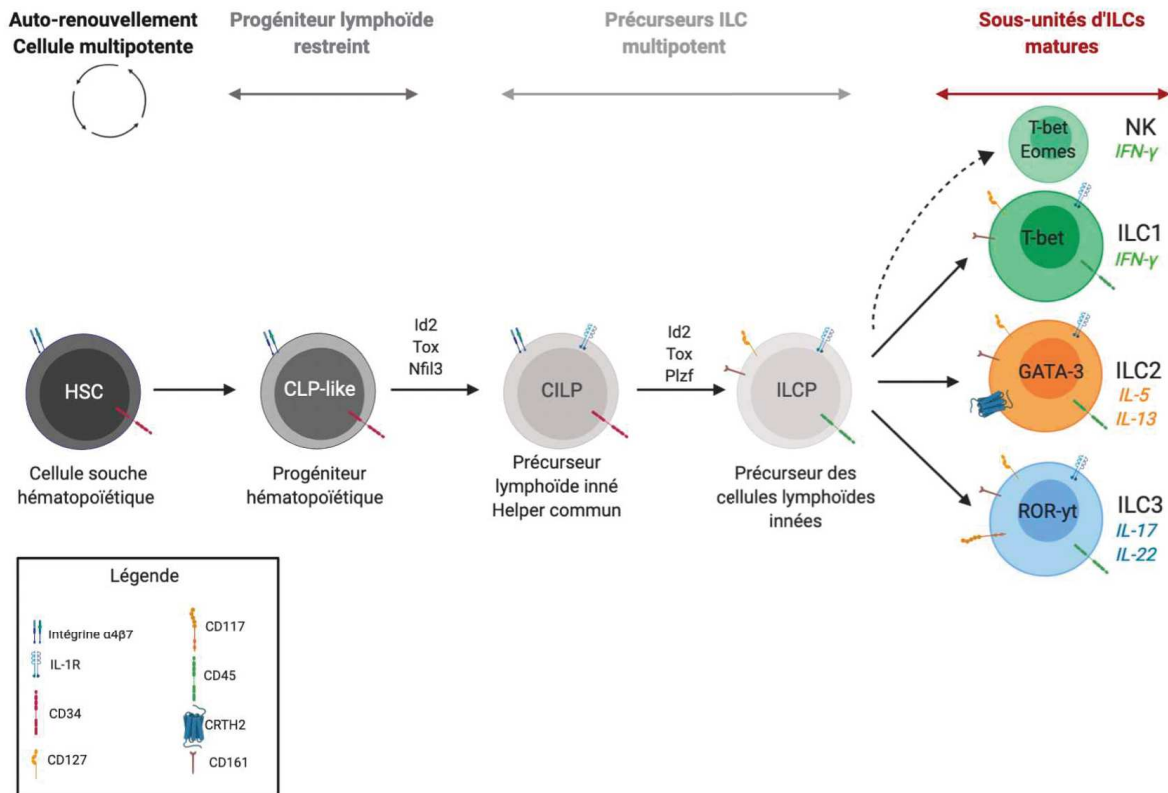 Auto-renouvellement
Cellule multipotente
Progéniteur lymphoïde
restreint
Précurseurs ILC
multipotent
Sous-unités d'ILCs
matures
T-bet
Eomes
NK
IFN-γ
T-bet
ILC1
IFN-γ
HSC
Cellule souche
hématopoïétique
CLP-like
Progéniteur
hématopoïétique
Id2
Tox
Nfil3
CILP
Précurseur
lymphoïde inné
Helper commun
Id2
Tox
Plzf
ILCP
Précurseur des
cellules lymphoïdes
innées
GATA-3
ILC2
IL-5
IL-13
ROR-yt
ILC3
IL-17
IL-22
Légende
Intégrine α4β7
IL-1R
CD34
CD127
CD117
CD45
CRTH2
CD161